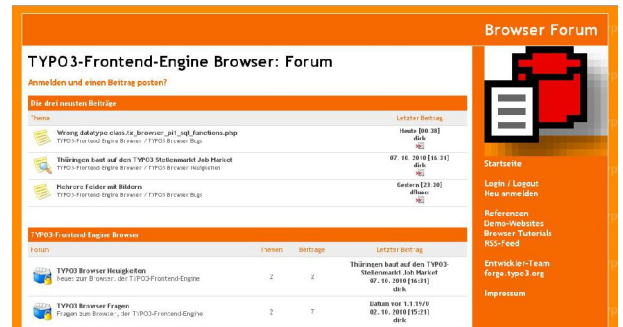 Browser Forum
TYPO3-Frontend-Engine Browser: Forum
Anmelden und einen Beitrag posten?
Die drei neusten Beiträge
Thema Letzter Beitrag
Wrong datatype class.tx_browser_pi1_sql_functions.php
TYPO3-Frontend-Engine Browser / TYPO3 Browser Bugs
Heute [00:38]
dirk
Thüringen baut auf den TYPO3 Stellenmarkt Job Market
TYPO3-Frontend-Engine Browser / TYPO3 Browser Neuigkeiten
07. 10. 2010 [16:31]
dirk
Mehrere Felder mit Bildern
TYPO3-Frontend-Engine Browser / TYPO3 Browser Bugs
Gestern [23:30]
TYPO3-Frontend-Engine Browser
Forum Themen Beiträge Letzter Beitrag
TYPO3 Browser Neuigkeiten
Neues zum Browser, der TYPO3-Frontend-Engine
2 2
Thüringen baut auf den TYPO3-
Stellenmarkt Job Market
07. 10. 2010 [16:31]
dirk
TYPO3 Browser Fragen
Fragen zum Browser, der TYPO3-Frontend-Engine
2 7
Datum vor 1.1.1970
02. 10. 2010 [15:21]
dirk
Startseite
Login / Logout
Neu anmelden
Referenzen
Demo-Websites
Browser Tutorials
RSS-Feed
Entwickler-Team
forge.typo3.org
Impressum